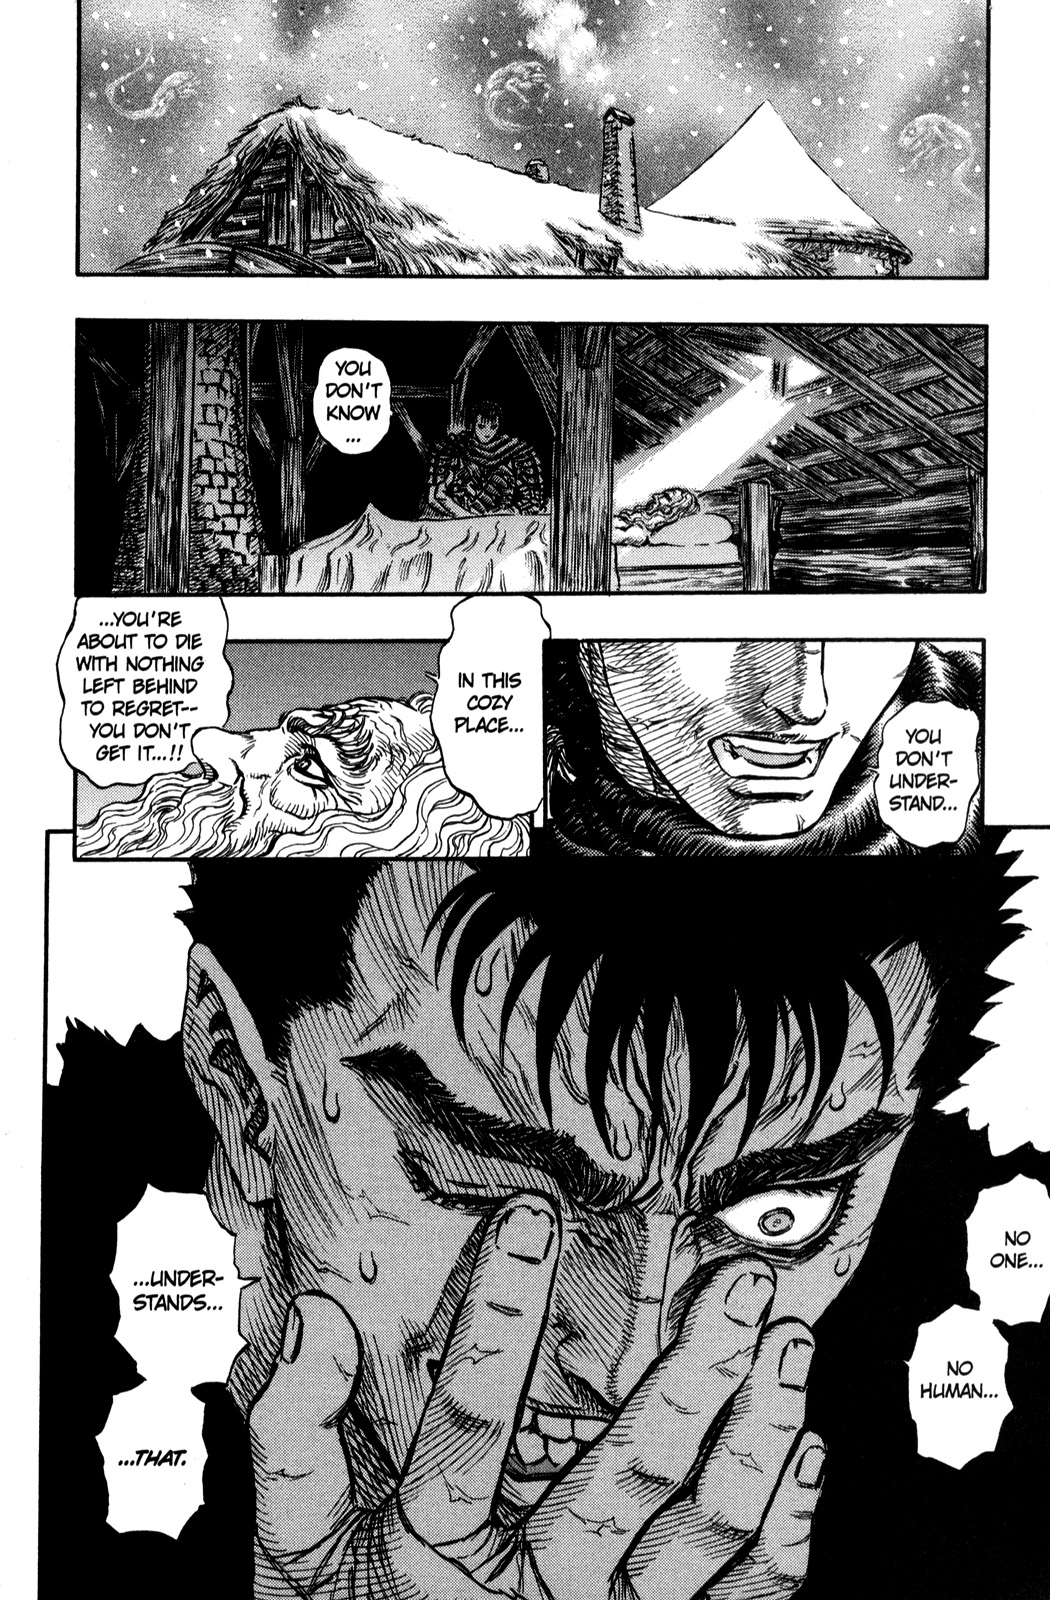 YOU
DON'T
KNOW
...
YOU
DON'T
UNDER-
STAND...
IN THIS
COZY
PLACE...
...YOU'RE
ABOUT TO DIE
WITH NOTHING
LEFT BEHIND
TO REGRET--
YOU DON'T
GET IT...!!
NO
ONE...
NO
HUMAN...
...UNDER-
STANDS...
...THAT.